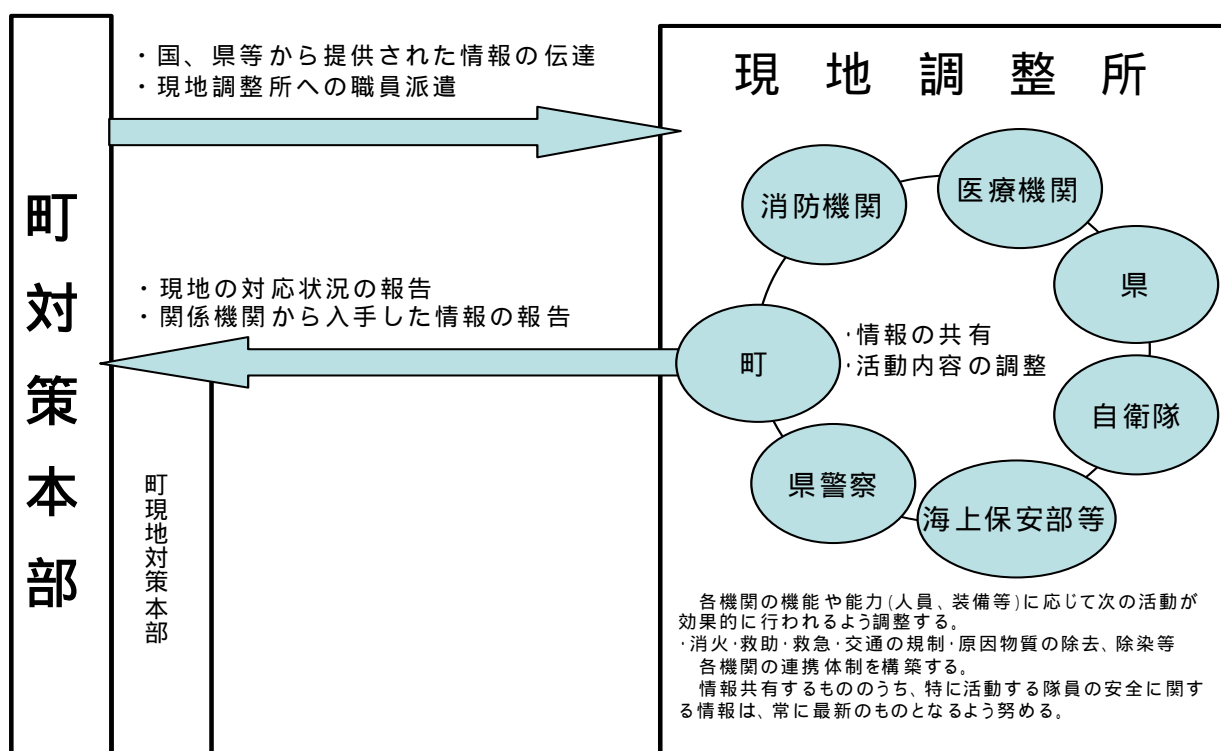 町対策本部
・国、県等から提供された情報の伝達
・現地調整所への職員派遣
・現地の対応状況の報告
・関係機関から入手した情報の報告
町現地対策本部
現地調整所
消防機関
医療機関
県
町
・情報の共有
・活動内容の調整
自衛隊
県警察
海上保安部等
各機関の機能や能力(人員、装備等)に応じて次の活動が
効果的に行われるよう調整する。
・消火・救助・救急・交通の規制・原因物質の除去、除染等
各機関の連携体制を構築する。
情報共有するもののうち、特に活動する隊員の安全に関す
る情報は、常に最新のものとなるよう努める。